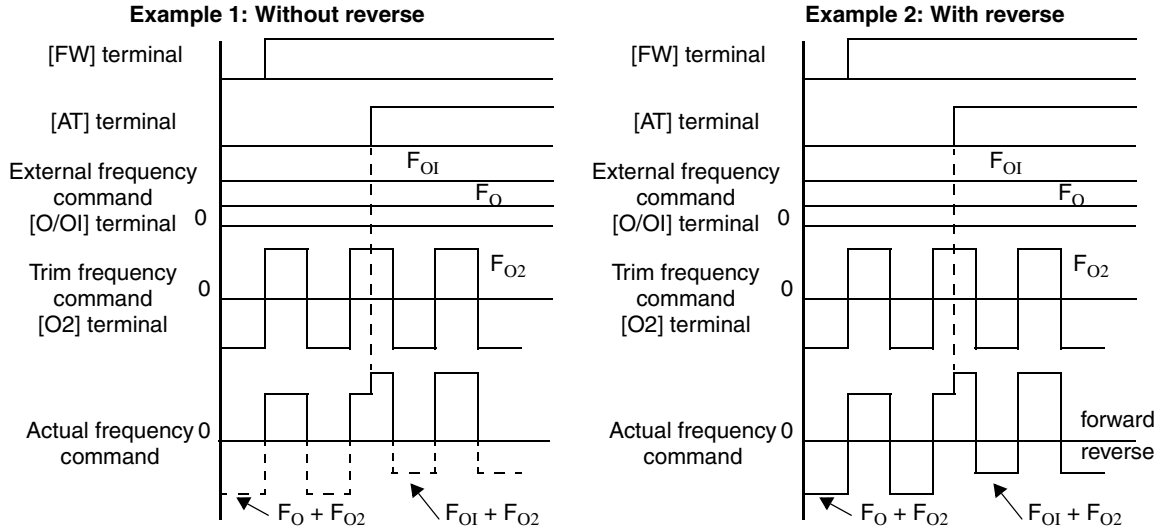 Example 1: Without reverse
[FW] terminal
[AT] terminal
F_OI
External frequency
command
[O/OI] terminal
F_O
0
F_O2
Trim frequency
command
[O2] terminal
0
Actual frequency
command
0
F_O + F_O2
F_OI + F_O2
Example 2: With reverse
[FW] terminal
[AT] terminal
F_OI
External frequency
command
[O/OI] terminal
F_O
0
F_O2
Trim frequency
command
[O2] terminal
0
Actual frequency
command
0
forward
reverse
F_O + F_O2
F_OI + F_O2